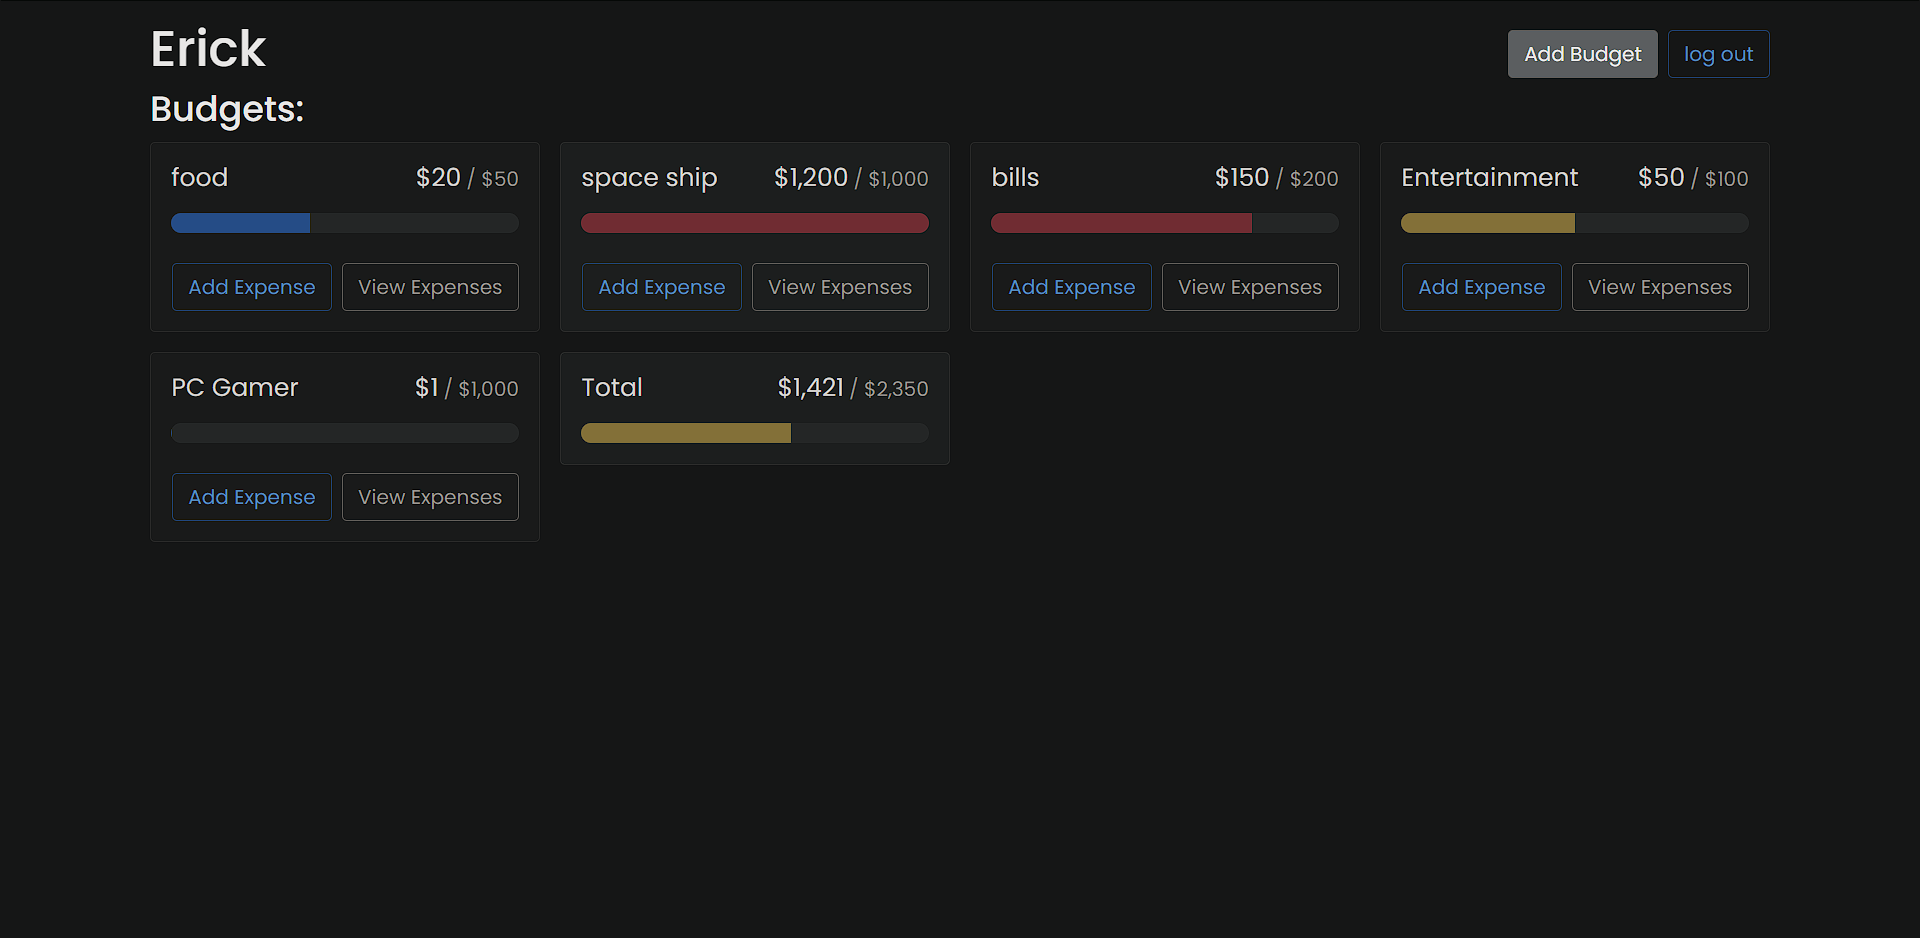 Erick
Add Budget
log out
Budgets:
food $20 / $50
Add Expense View Expenses
space ship $1,200 / $1,000
Add Expense View Expenses
bills $150 / $200
Add Expense View Expenses
Entertainment $50 / $100
Add Expense View Expenses
PC Gamer $1 / $1,000
Add Expense View Expenses
Total $1,421 / $2,350